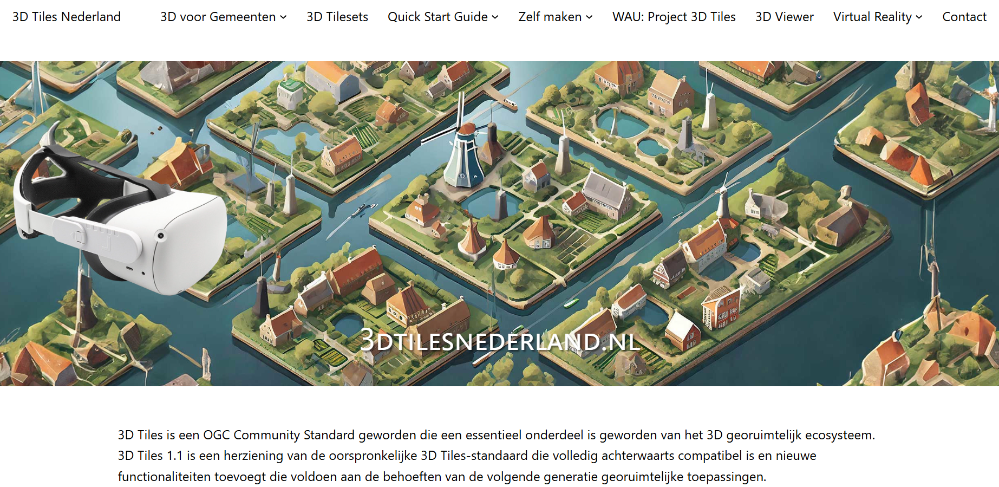 3D Tiles Nederland
3D voor Gemeenten
3D Tilesets
Quick Start Guide
Zelf maken
WAU: Project 3D Tiles
3D Viewer
Virtual Reality
Contact
3DTILESNEDERLAND.NL
3D Tiles is een OGC Community Standard geworden die een essentieel onderdeel is geworden van het 3D georuimtelijk ecosysteem.
3D Tiles 1.1 is een herziening van de oorspronkelijke 3D Tiles-standaard die volledig achterwaarts compatibel is en nieuwe
functionaliteiten toevoegt die voldoen aan de behoeften van de volgende generatie georuimtelijke toepassingen.